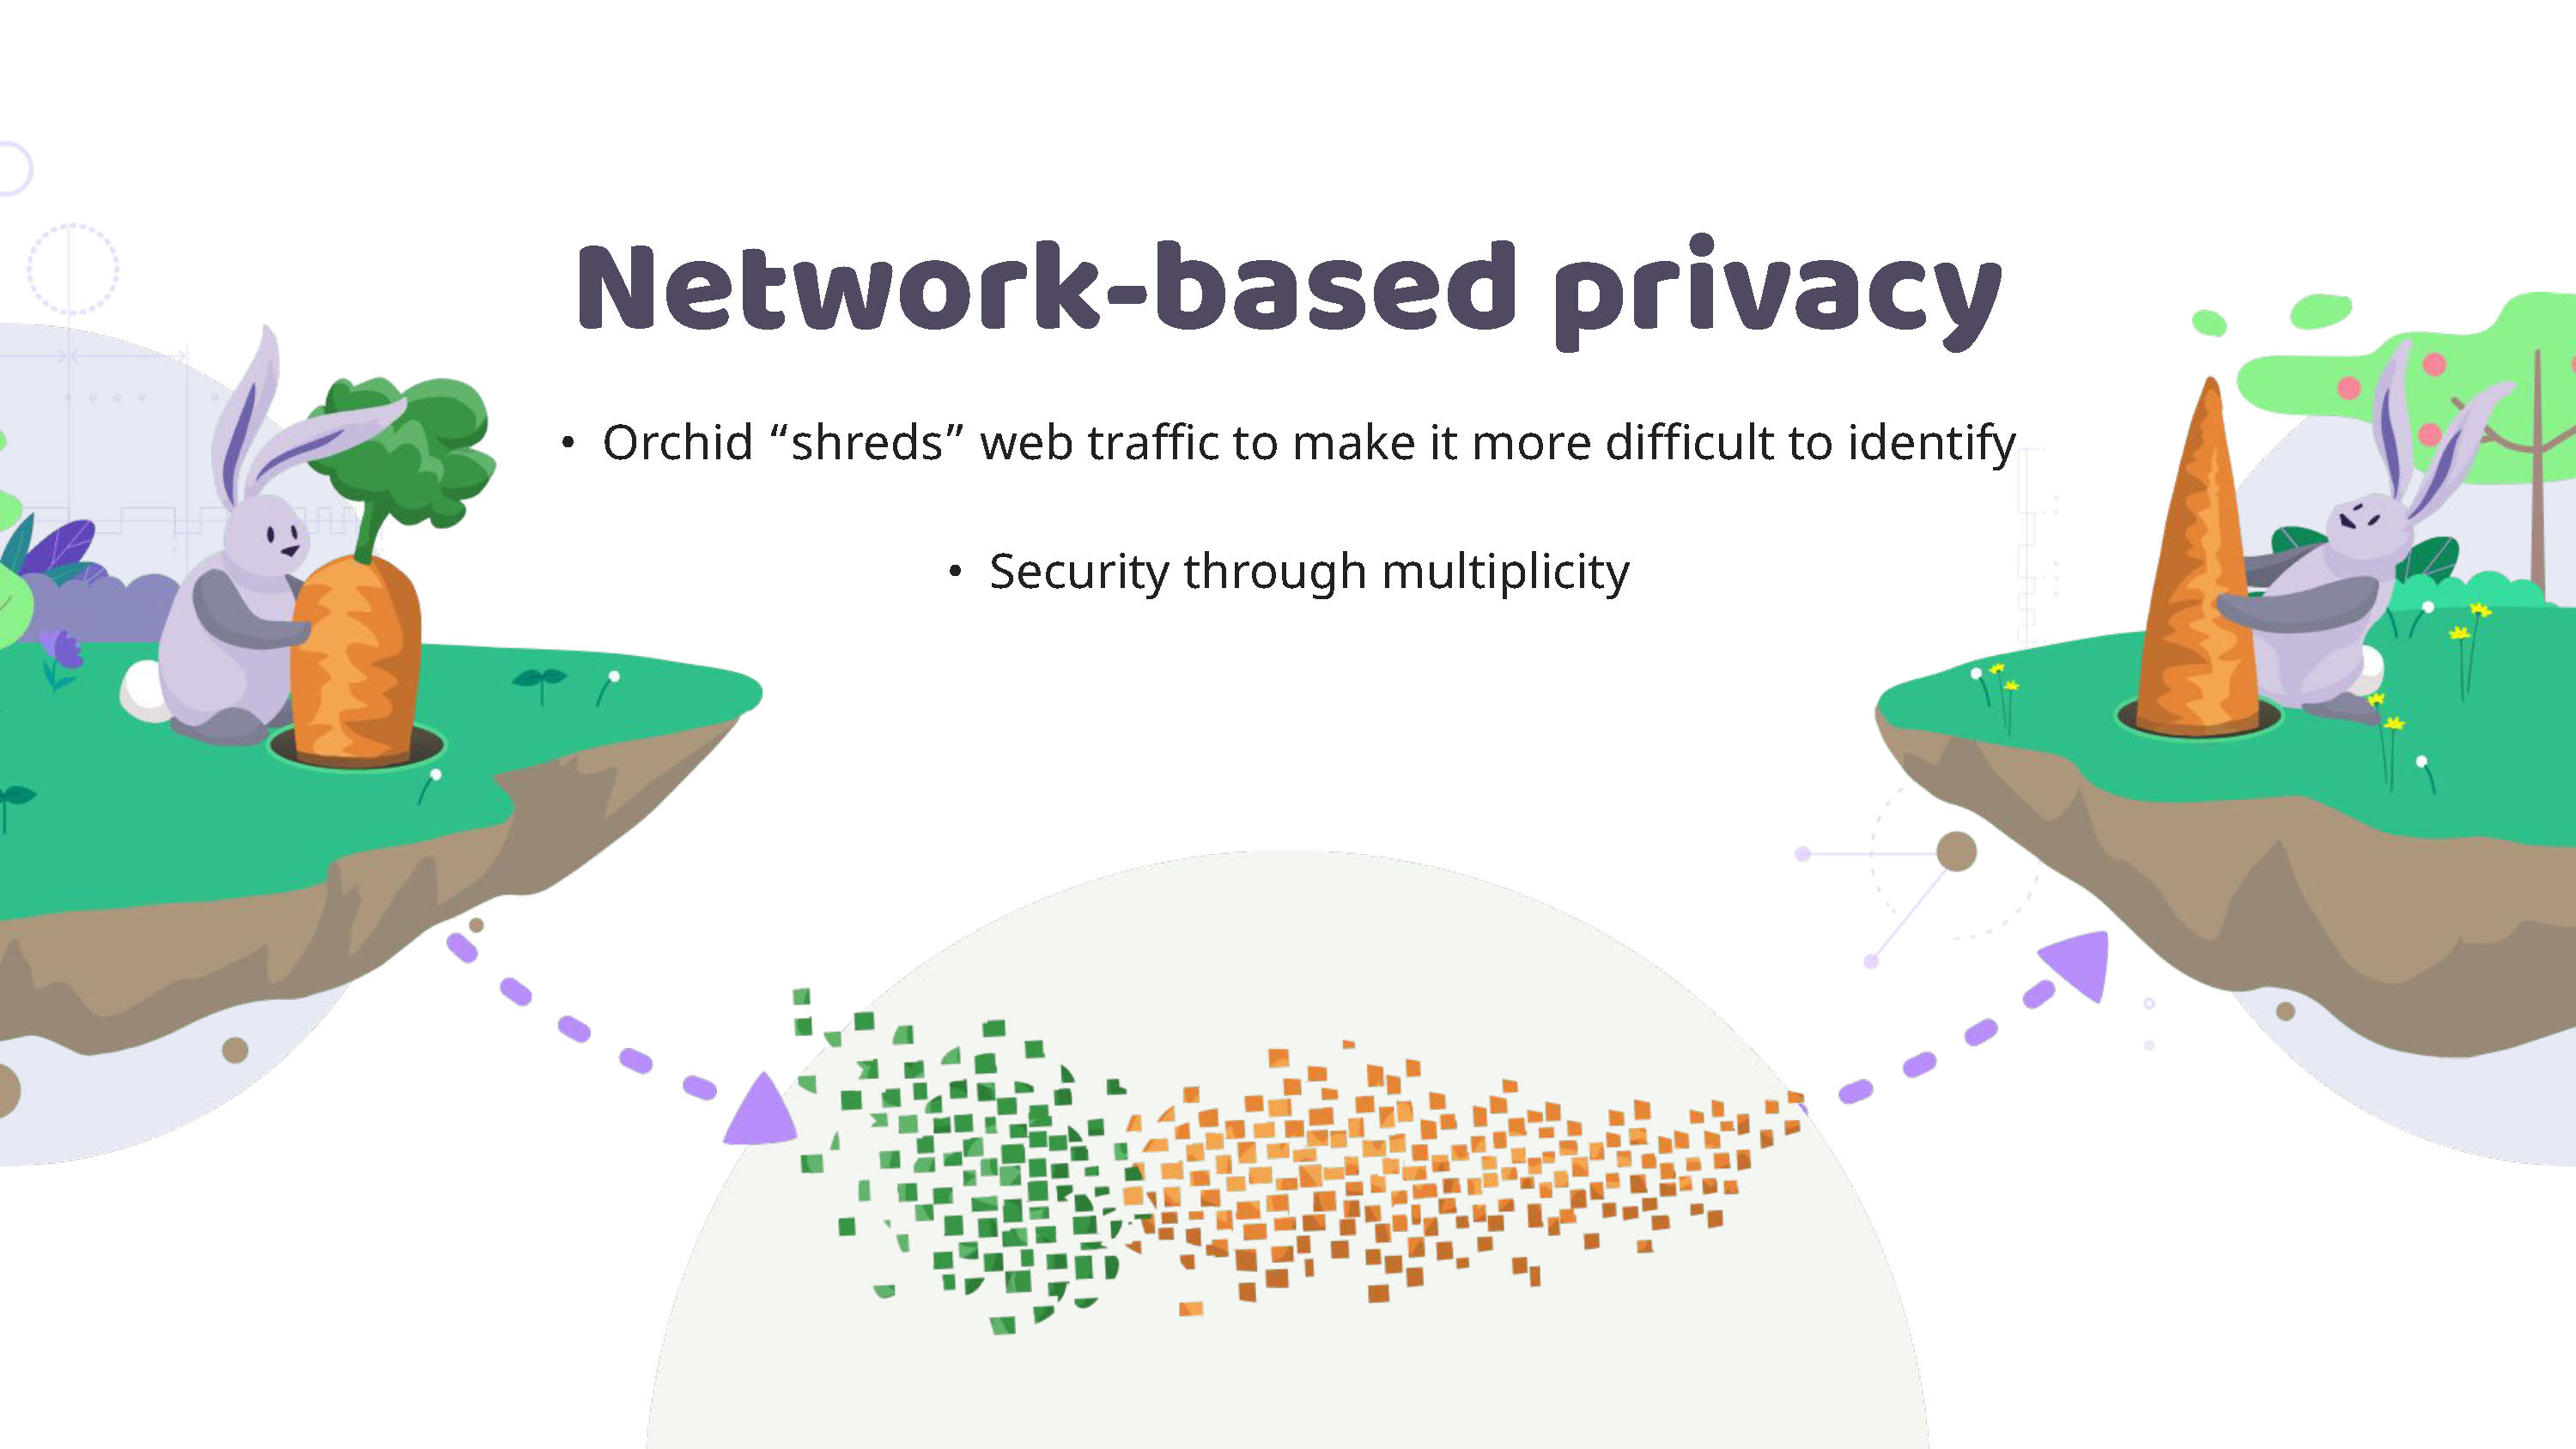 Network-based privacy
• Orchid “shreds” web traffic to make it more difficult to identify
• Security through multiplicity